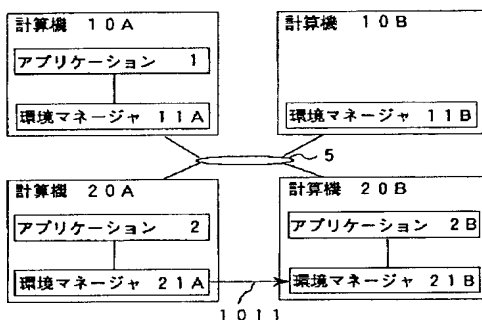 計算機 10A
アプリケーション 1
環境マネージャ 11A
計算機 10B
環境マネージャ 11B
5
計算機 20A
アプリケーション 2
環境マネージャ 21A
計算機 20B
アプリケーション 2B
環境マネージャ 21B
1011